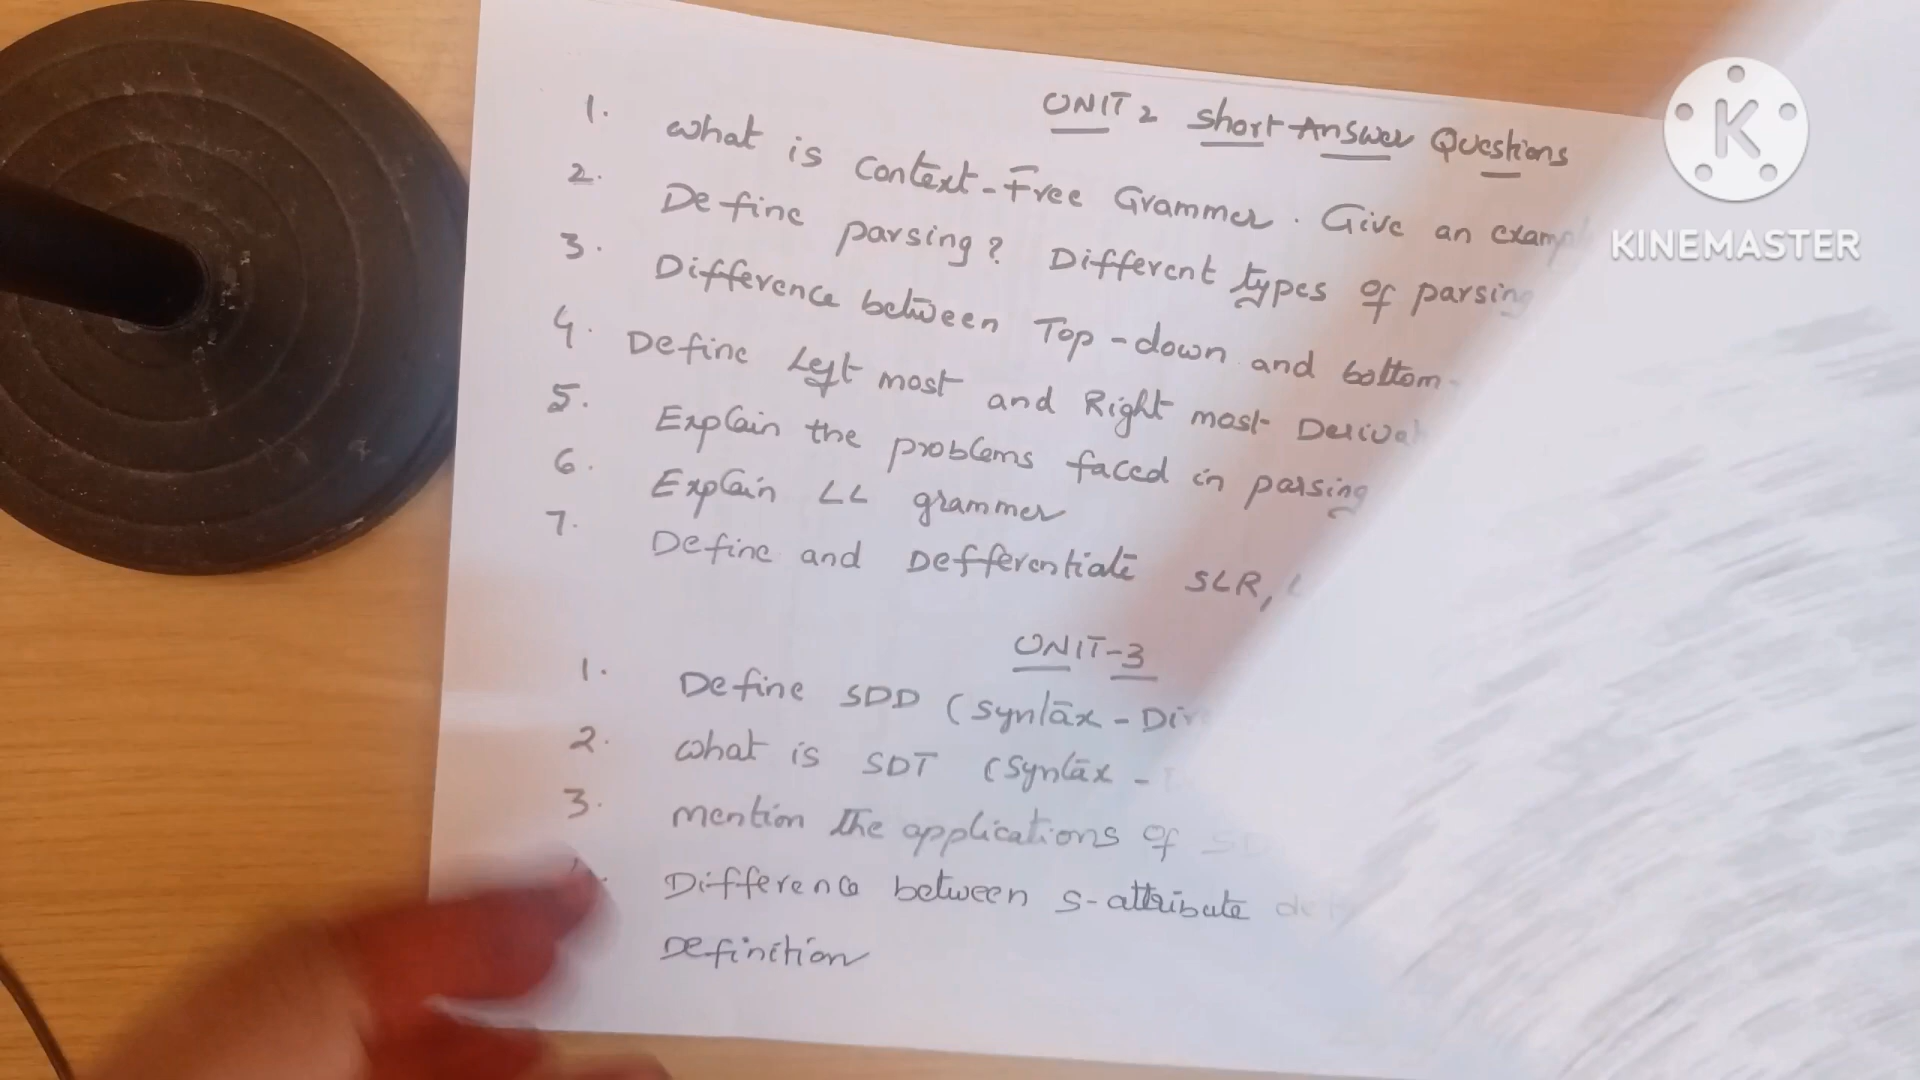 UNIT 2 Short Answer Questions
1. What is Context-Free Grammer. Give an
2. Define parsing? Different types of parsing
3. Difference between Top-down and bottom-
4. Define Left most and Right most
5. Explain the problems faced in parsing
6. Explain LL grammer
7. Define and Defferentiate SLR,
UNIT-3
1. Define SDD (Syntax-
2. What is SDT (Syntax-
3. mention the applications of
Difference between S-attribute
Definition
K
KINEMASTER